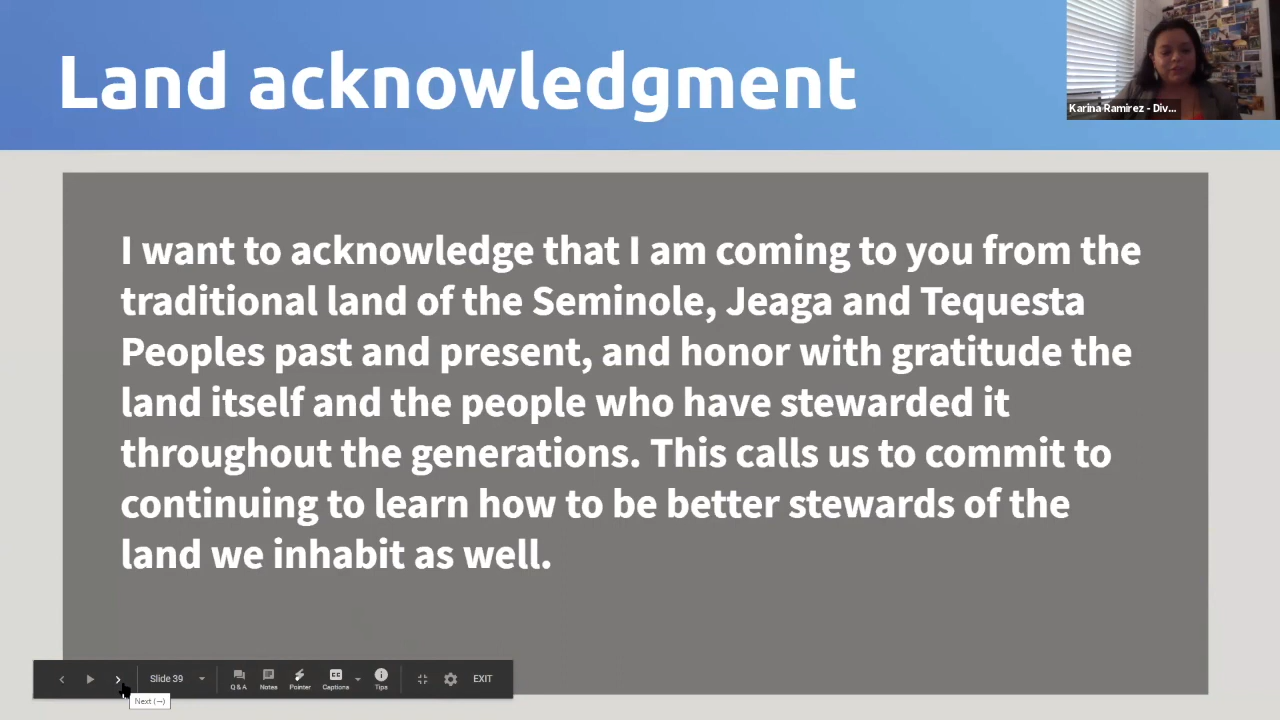 Land acknowledgment
Karina Ramirez - Div...
I want to acknowledge that I am coming to you from the
traditional land of the Seminole, Jeaga and Tequesta
Peoples past and present, and honor with gratitude the
land itself and the people who have stewarded it
throughout the generations. This calls us to commit to
continuing to learn how to be better stewards of the
land we inhabit as well.
Slide 39
Q & A
Notes
Pointer
CC
Captions
Tips
EXIT
Next (→)